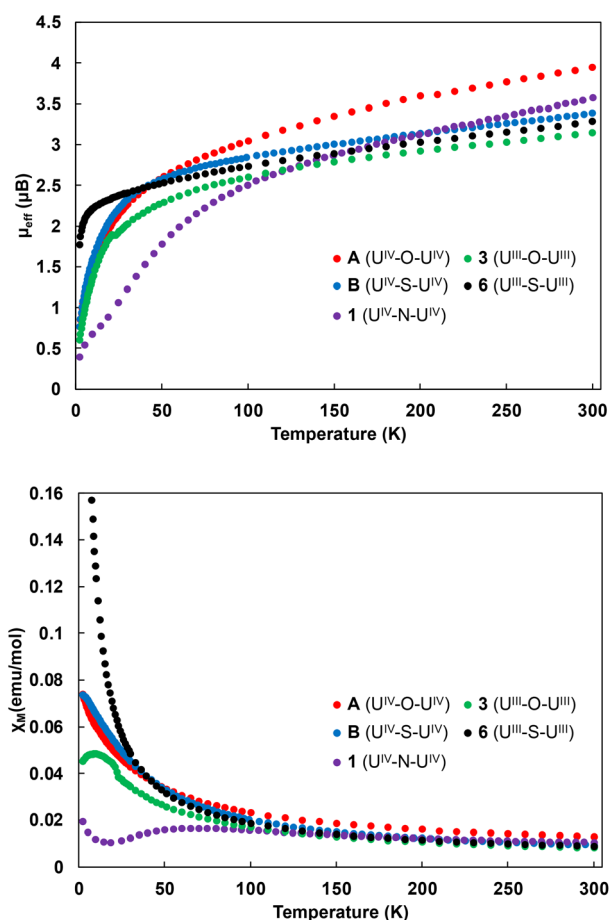 4.5
4
3.5
3
2.5
2
1.5
1
0.5
0
μeff (μB)
A (Uᴵⱽ-O-Uᴵⱽ) 3 (Uᴵᴵᴵ-O-Uᴵᴵᴵ)
B (Uᴵⱽ-S-Uᴵⱽ) 6 (Uᴵᴵᴵ-S-Uᴵᴵᴵ)
1 (Uᴵⱽ-N-Uᴵⱽ)
0 50 100 150 200 250 300
Temperature (K)
0.16
0.14
0.12
0.1
0.08
0.06
0.04
0.02
0
χM(emu/mol)
A (Uᴵⱽ-O-Uᴵⱽ) 3 (Uᴵᴵᴵ-O-Uᴵᴵᴵ)
B (Uᴵⱽ-S-Uᴵⱽ) 6 (Uᴵᴵᴵ-S-Uᴵᴵᴵ)
1 (Uᴵⱽ-N-Uᴵⱽ)
0 50 100 150 200 250 300
Temperature (K)